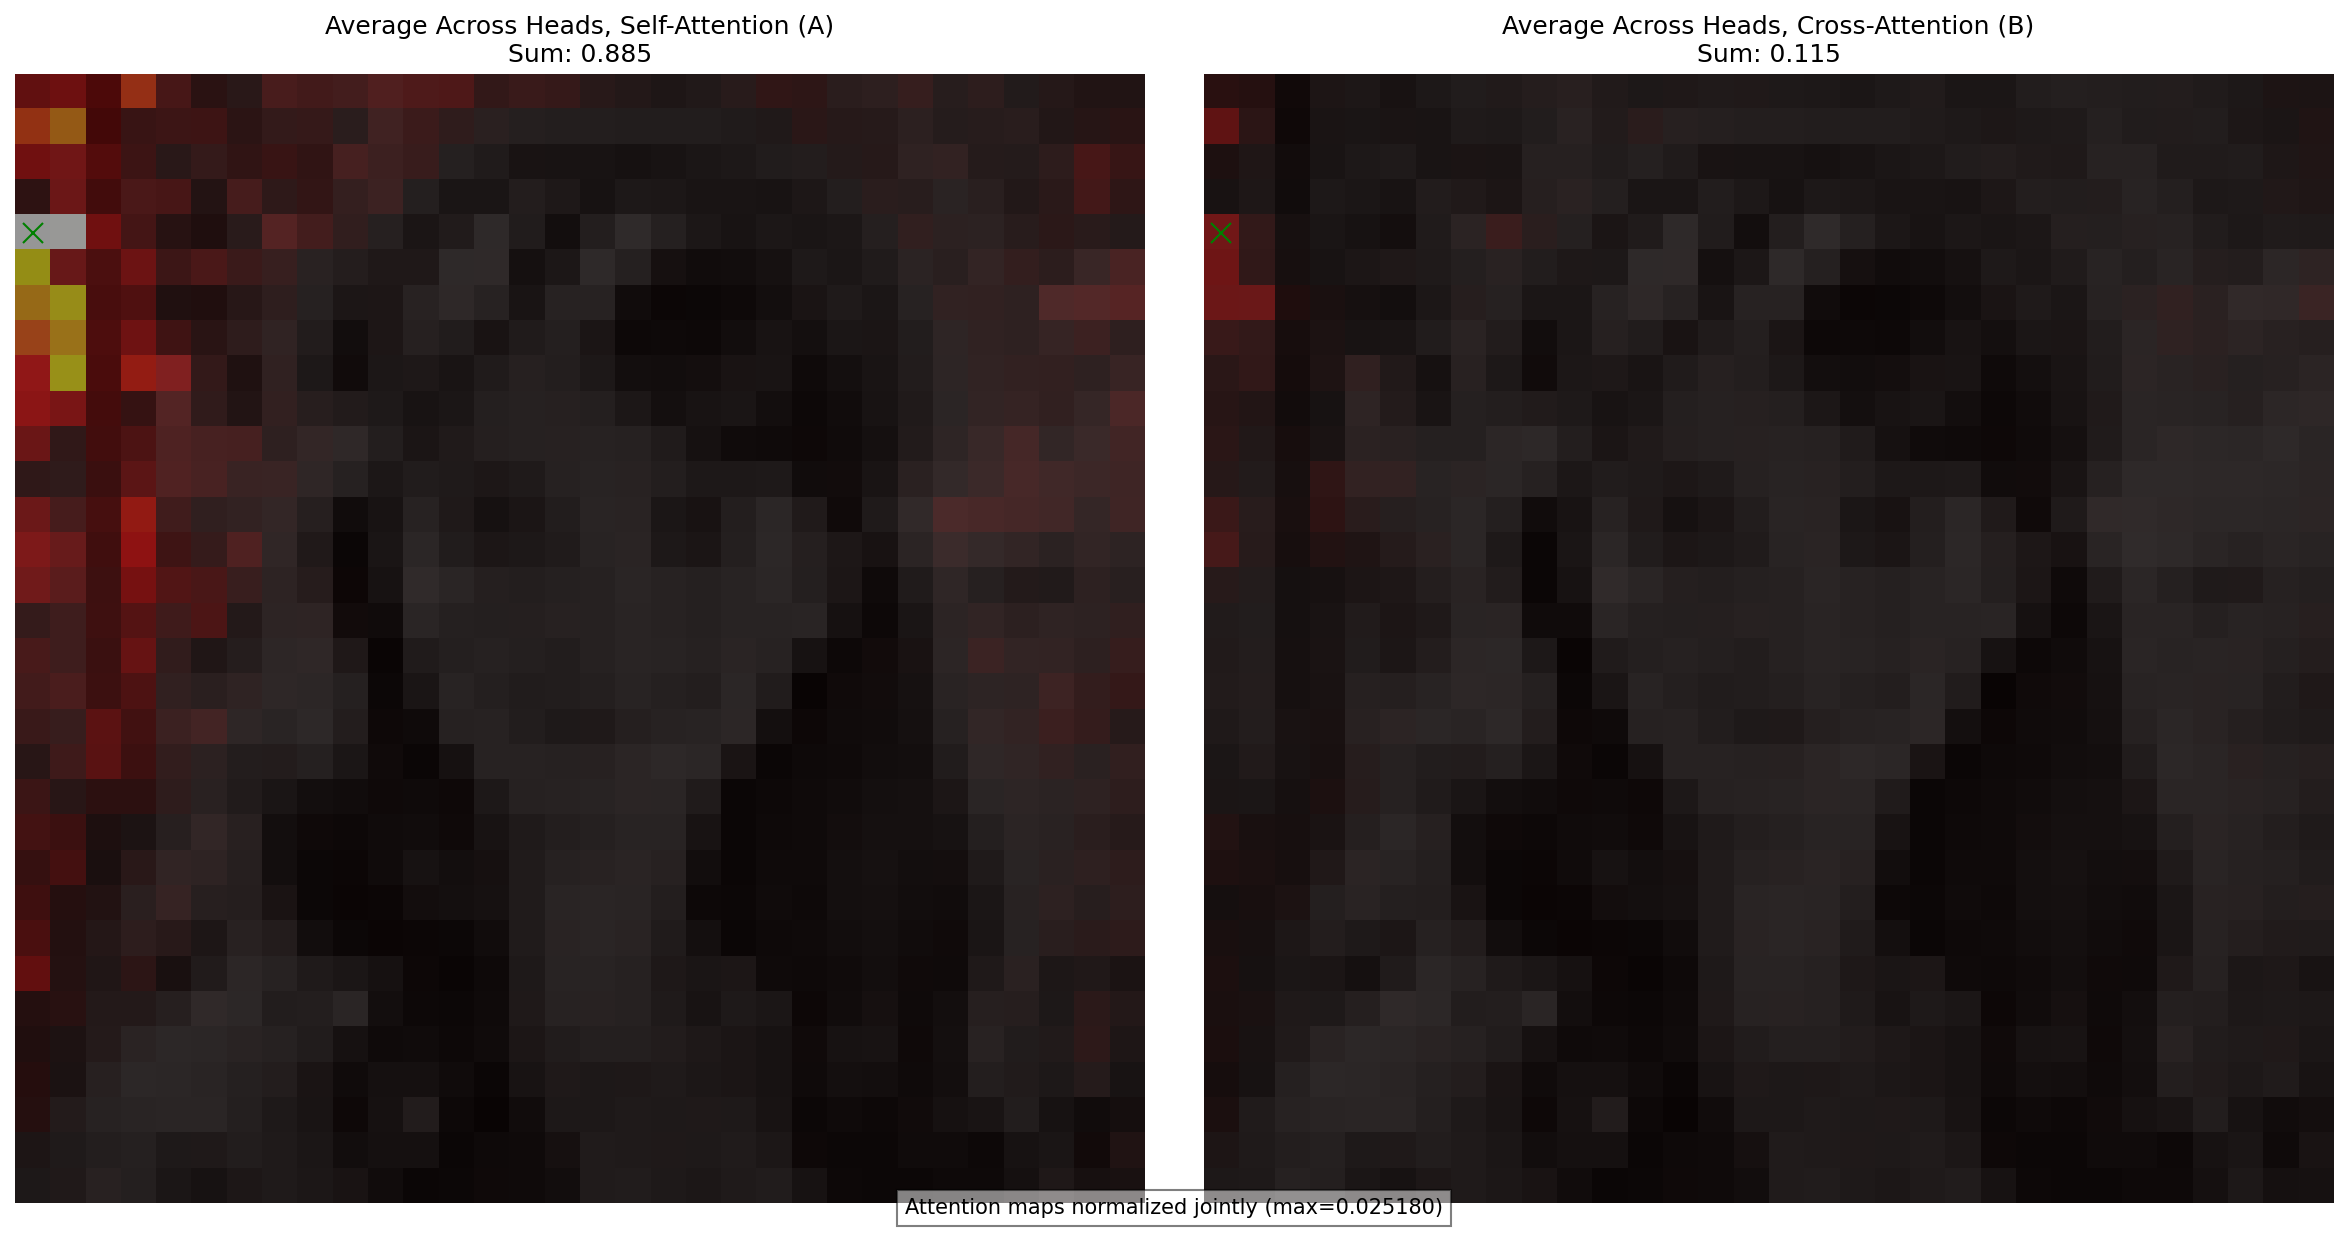 Average Across Heads, Self-Attention (A)
Sum: 0.885
Average Across Heads, Cross-Attention (B)
Sum: 0.115
Attention maps normalized jointly (max=0.025180)